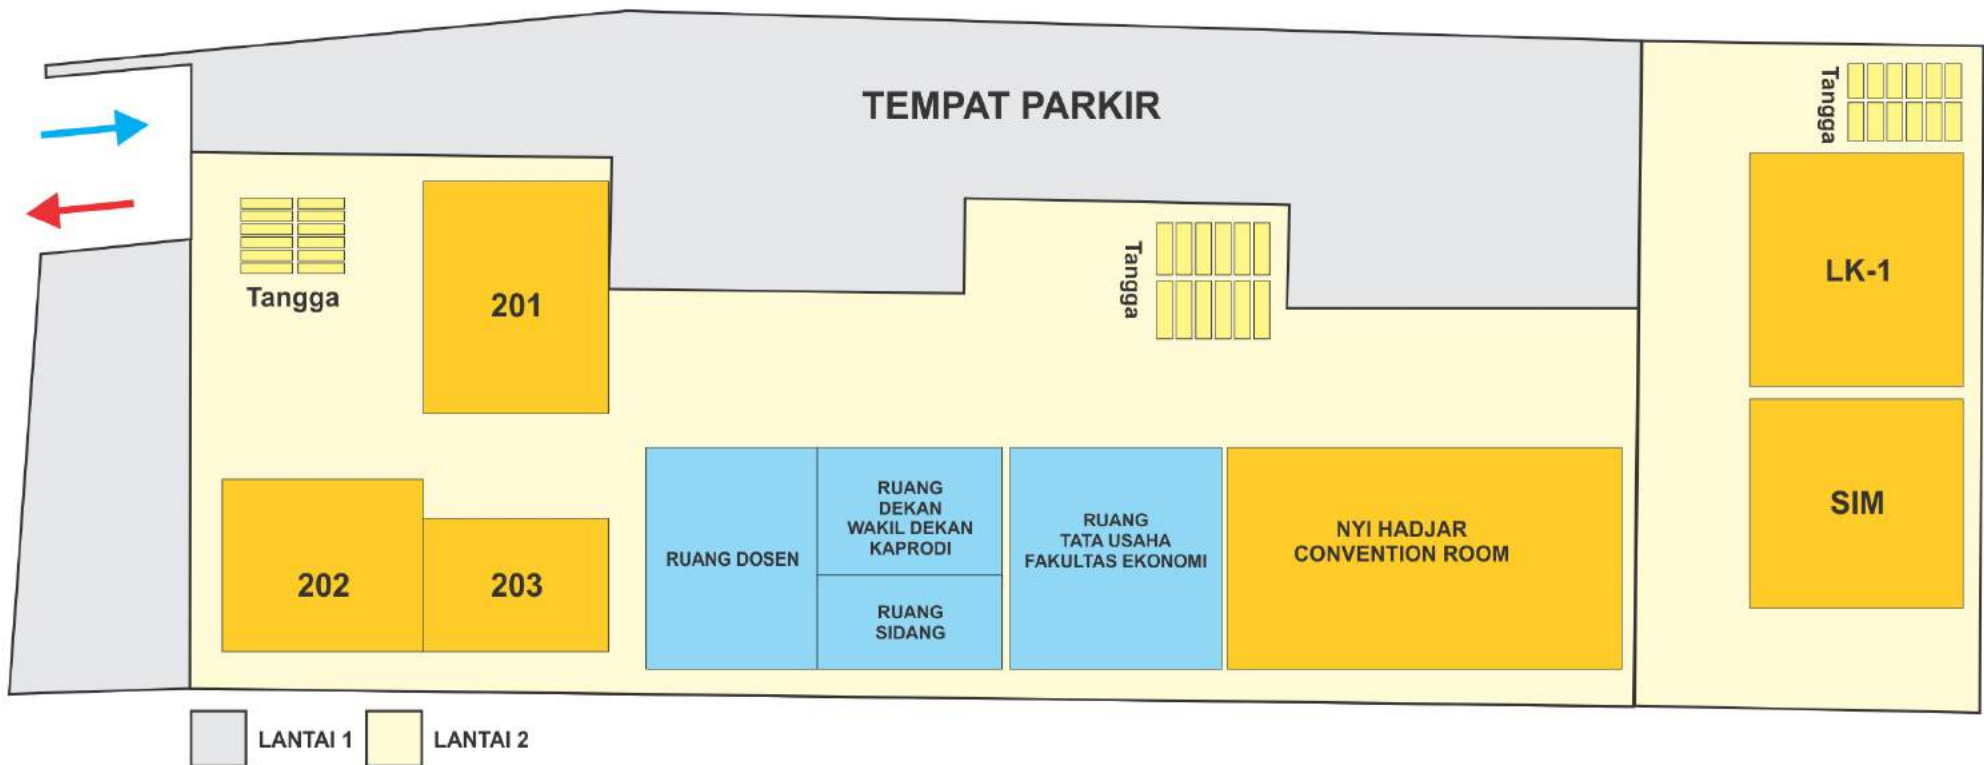 TEMPAT PARKIR
Tangga
Tangga
201
Tangga
LK-1
202
203
RUANG DOSEN
RUANG
DEKAN
WAKIL DEKAN
KAPRODI
RUANG
SIDANG
RUANG
TATA USAHA
FAKULTAS EKONOMI
NYI HADJAR
CONVENTION ROOM
SIM
LANTAI 1
LANTAI 2